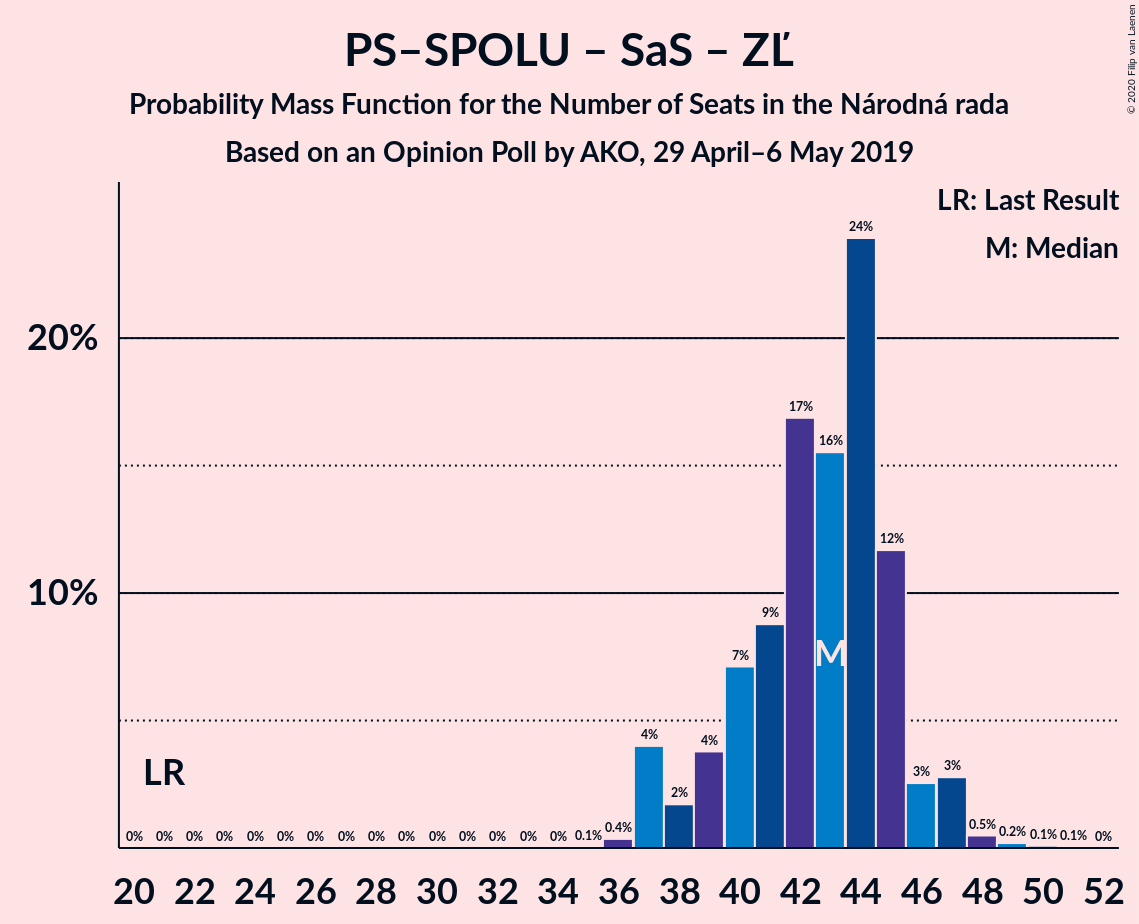 PS–SPOLU – SaS – ZĽ
Probability Mass Function for the Number of Seats in the Národná rada
Based on an Opinion Poll by AKO, 29 April–6 May 2019
© 2020 Filip van Laenen
LR: Last Result
M: Median
20%
10%
0% 0% 0% 0% 0% 0% 0% 0% 0% 0% 0% 0% 0% 0% 0% 0.1% 0.4% 4% 2% 4% 7% 9% 17% 16% 24% 12% 3% 3% 0.5% 0.2% 0.1% 0.1% 0%
LR
M
20 22 24 26 28 30 32 34 36 38 40 42 44 46 48 50 52